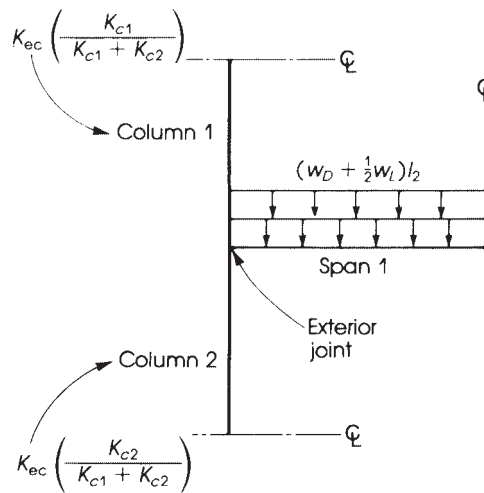 K_ec (K_c1 / (K_c1 + K_c2))
℄
℄
Column 1
(w_D + ½w_L)l_2
Span 1
Exterior
joint
Column 2
℄
K_ec (K_c2 / (K_c1 + K_c2))